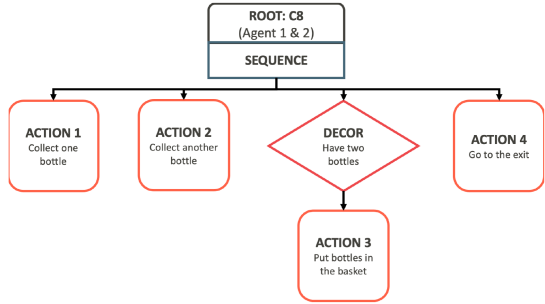 ROOT: C8
(Agent 1 & 2)
SEQUENCE
ACTION 1
Collect one
bottle
ACTION 2
Collect another
bottle
DECOR
Have two
bottles
ACTION 4
Go to the exit
ACTION 3
Put bottles in
the basket